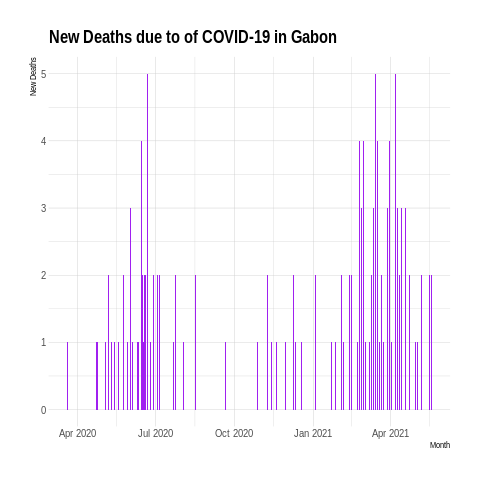 New Deaths due to of COVID-19 in Gabon
New Deaths
5
4
3
2
1
0
Apr 2020 Jul 2020 Oct 2020 Jan 2021 Apr 2021
Month